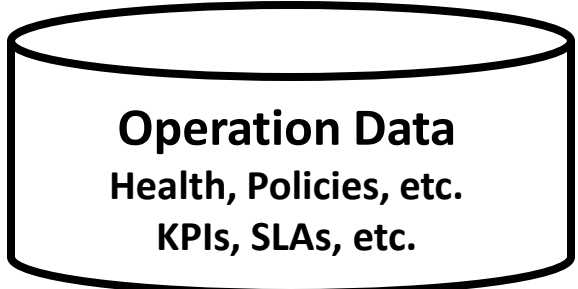 Operation Data
Health, Policies, etc.
KPIs, SLAs, etc.